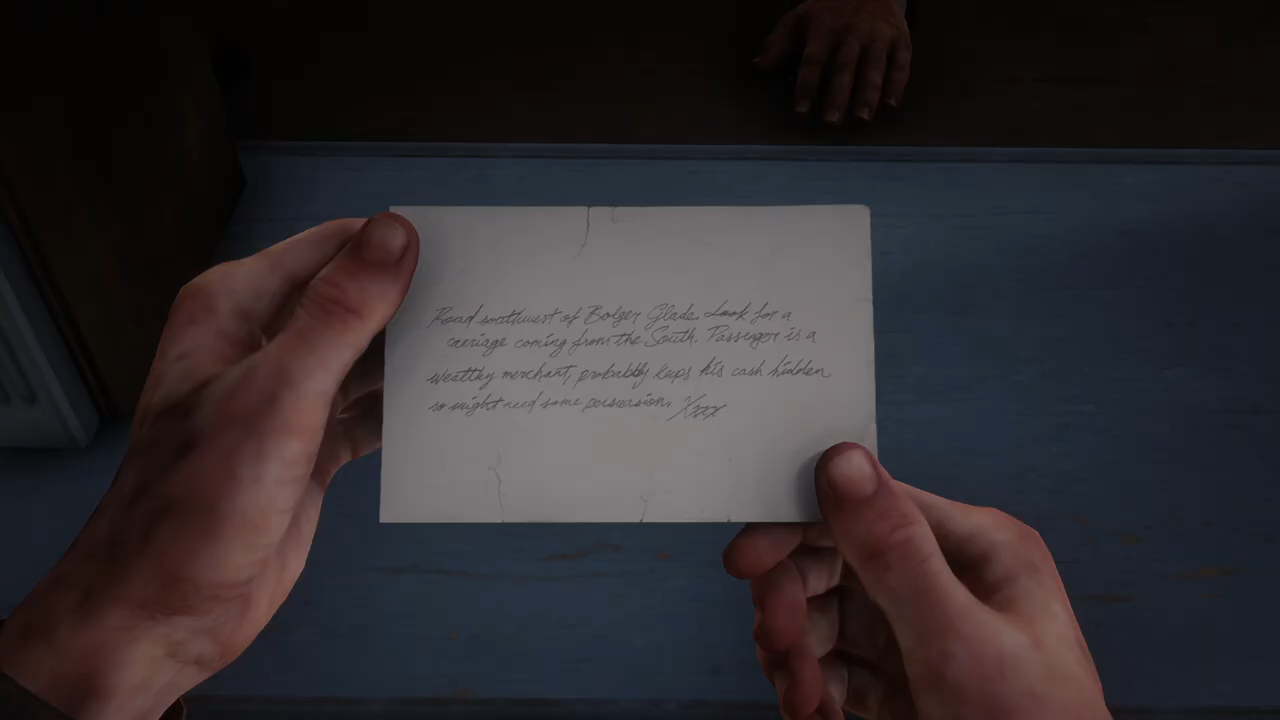 Road southwest of Bolger Glade. Look for a
carriage coming from the South. Passenger is a
wealthy merchant, probably keeps his cash hidden
so might need some persuasion.